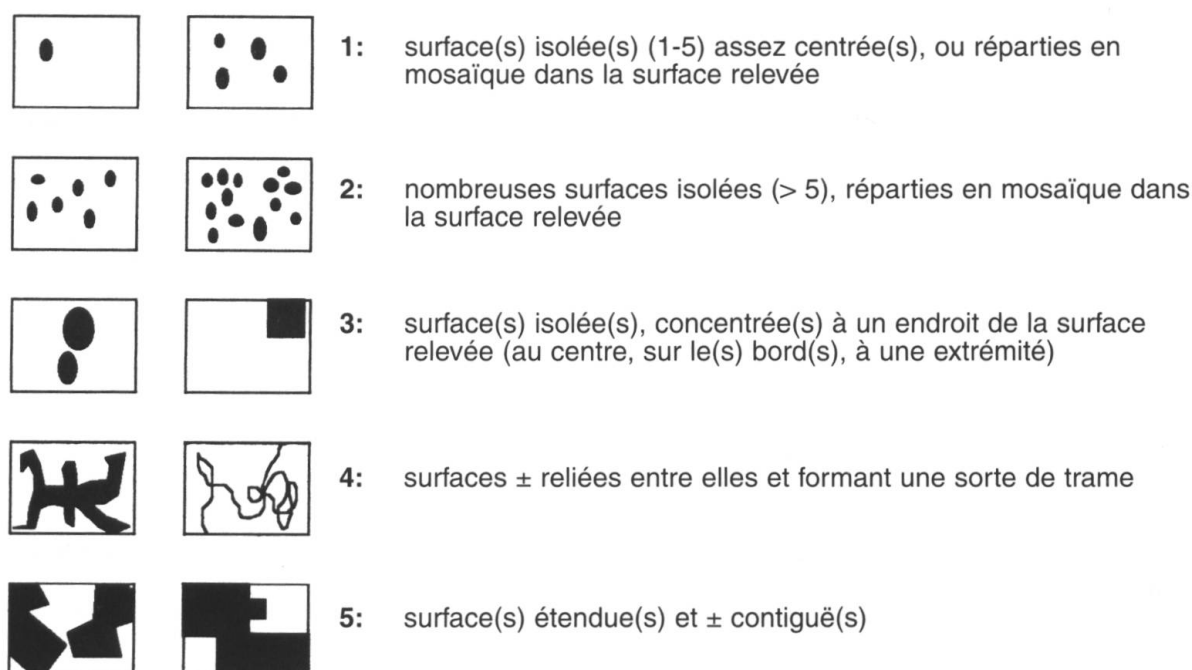 1: surface(s) isolée(s) (1-5) assez centrée(s), ou réparties en
mosaïque dans la surface relevée
2: nombreuses surfaces isolées (> 5), réparties en mosaïque dans
la surface relevée
3: surface(s) isolée(s), concentrée(s) à un endroit de la surface
relevée (au centre, sur le(s) bord(s), à une extrémité)
4: surfaces ± reliées entre elles et formant une sorte de trame
5: surface(s) étendue(s) et ± contiguë(s)